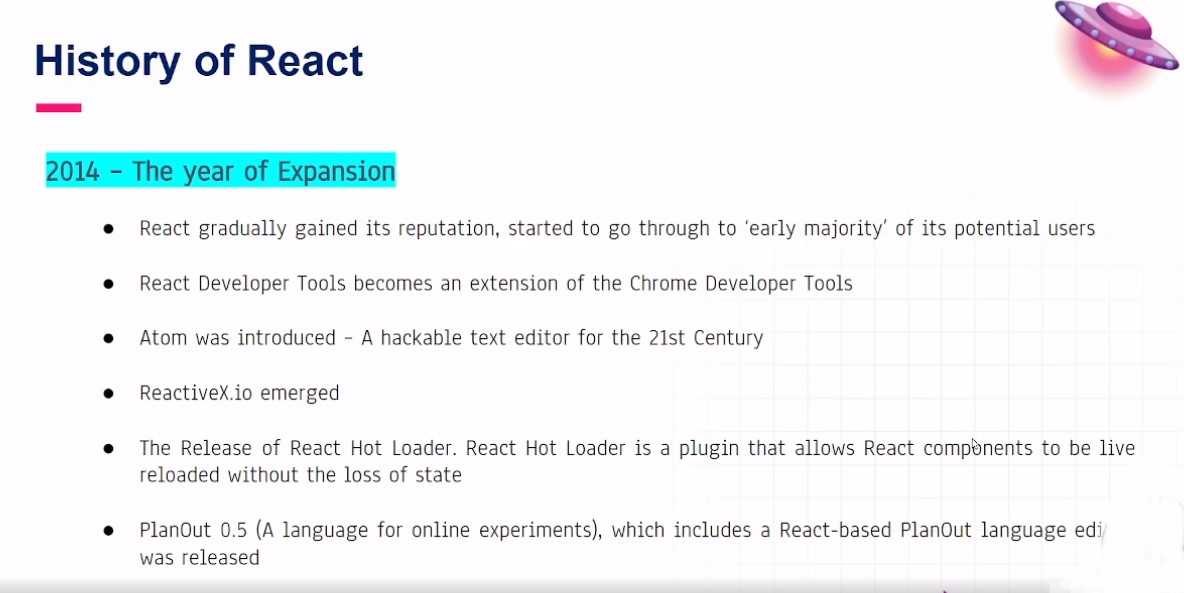 History of React
2014 – The year of Expansion
● React gradually gained its reputation, started to go through to ‘early majority’ of its potential users
● React Developer Tools becomes an extension of the Chrome Developer Tools
● Atom was introduced – A hackable text editor for the 21st Century
● ReactiveX.io emerged
● The Release of React Hot Loader. React Hot Loader is a plugin that allows React components to be live
reloaded without the loss of state
● PlanOut 0.5 (A language for online experiments), which includes a React-based PlanOut language
was released